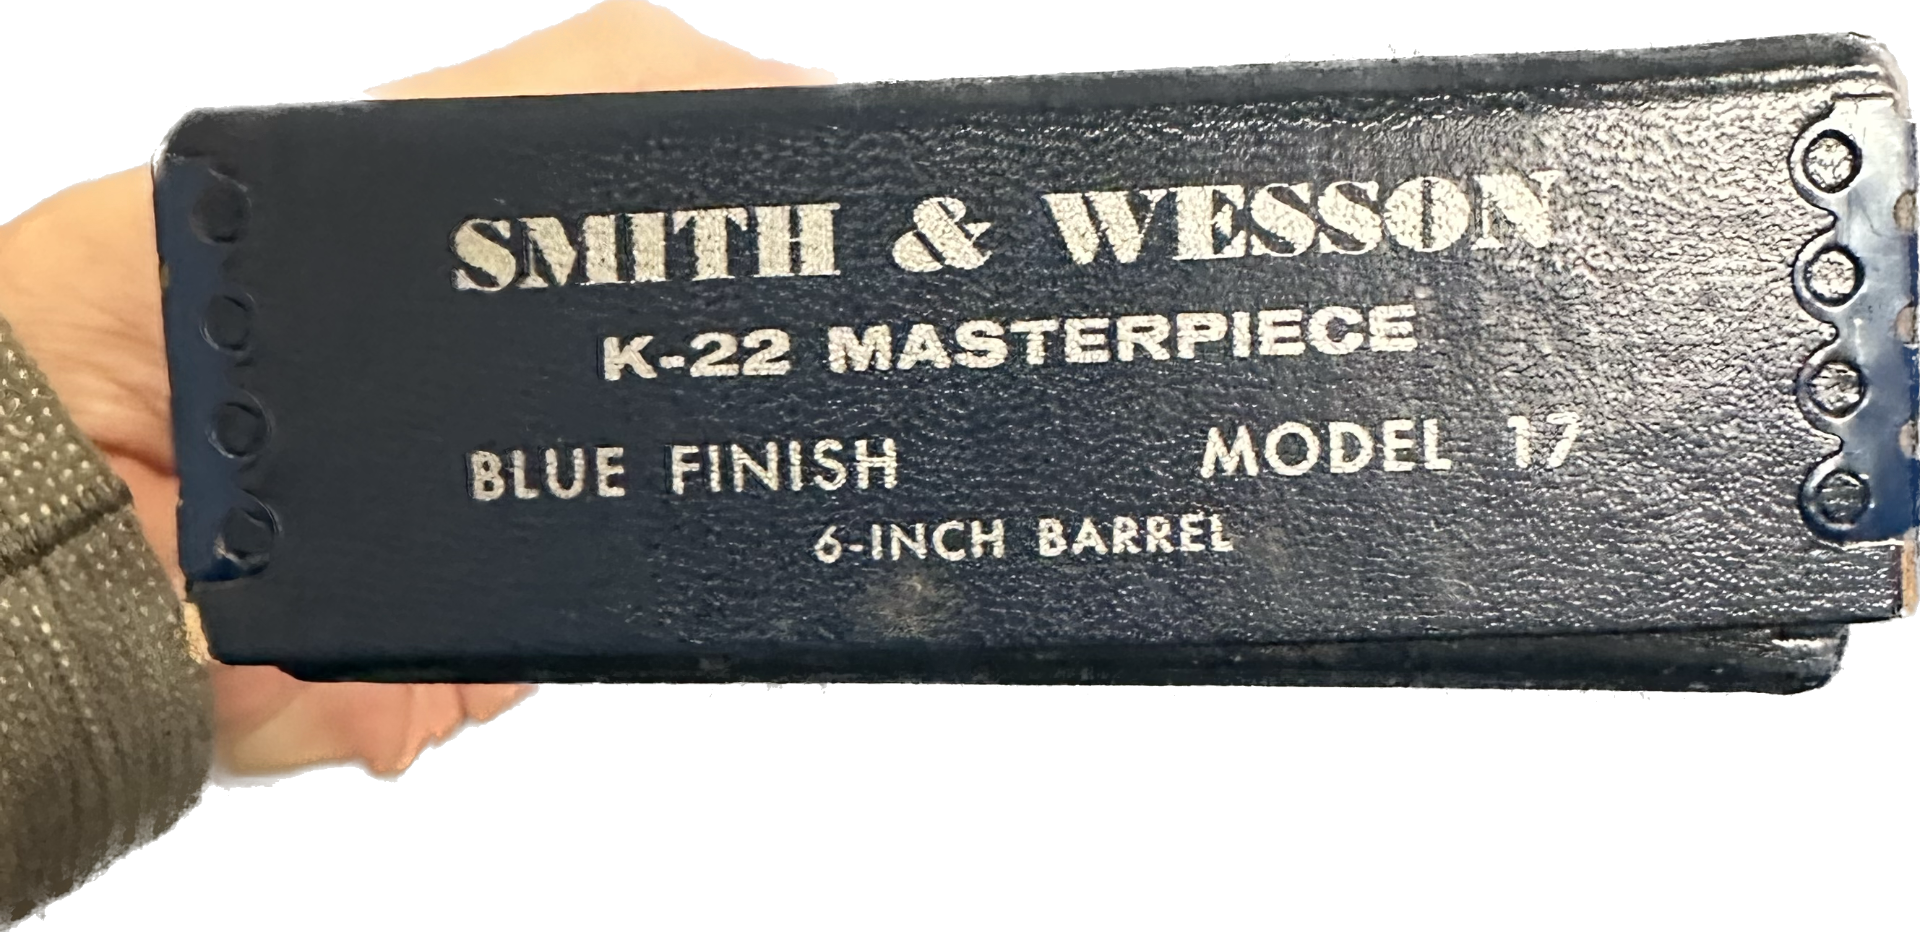 SMITH & WESSON
K-22 MASTERPIECE
BLUE FINISH MODEL 17
6-INCH BARREL